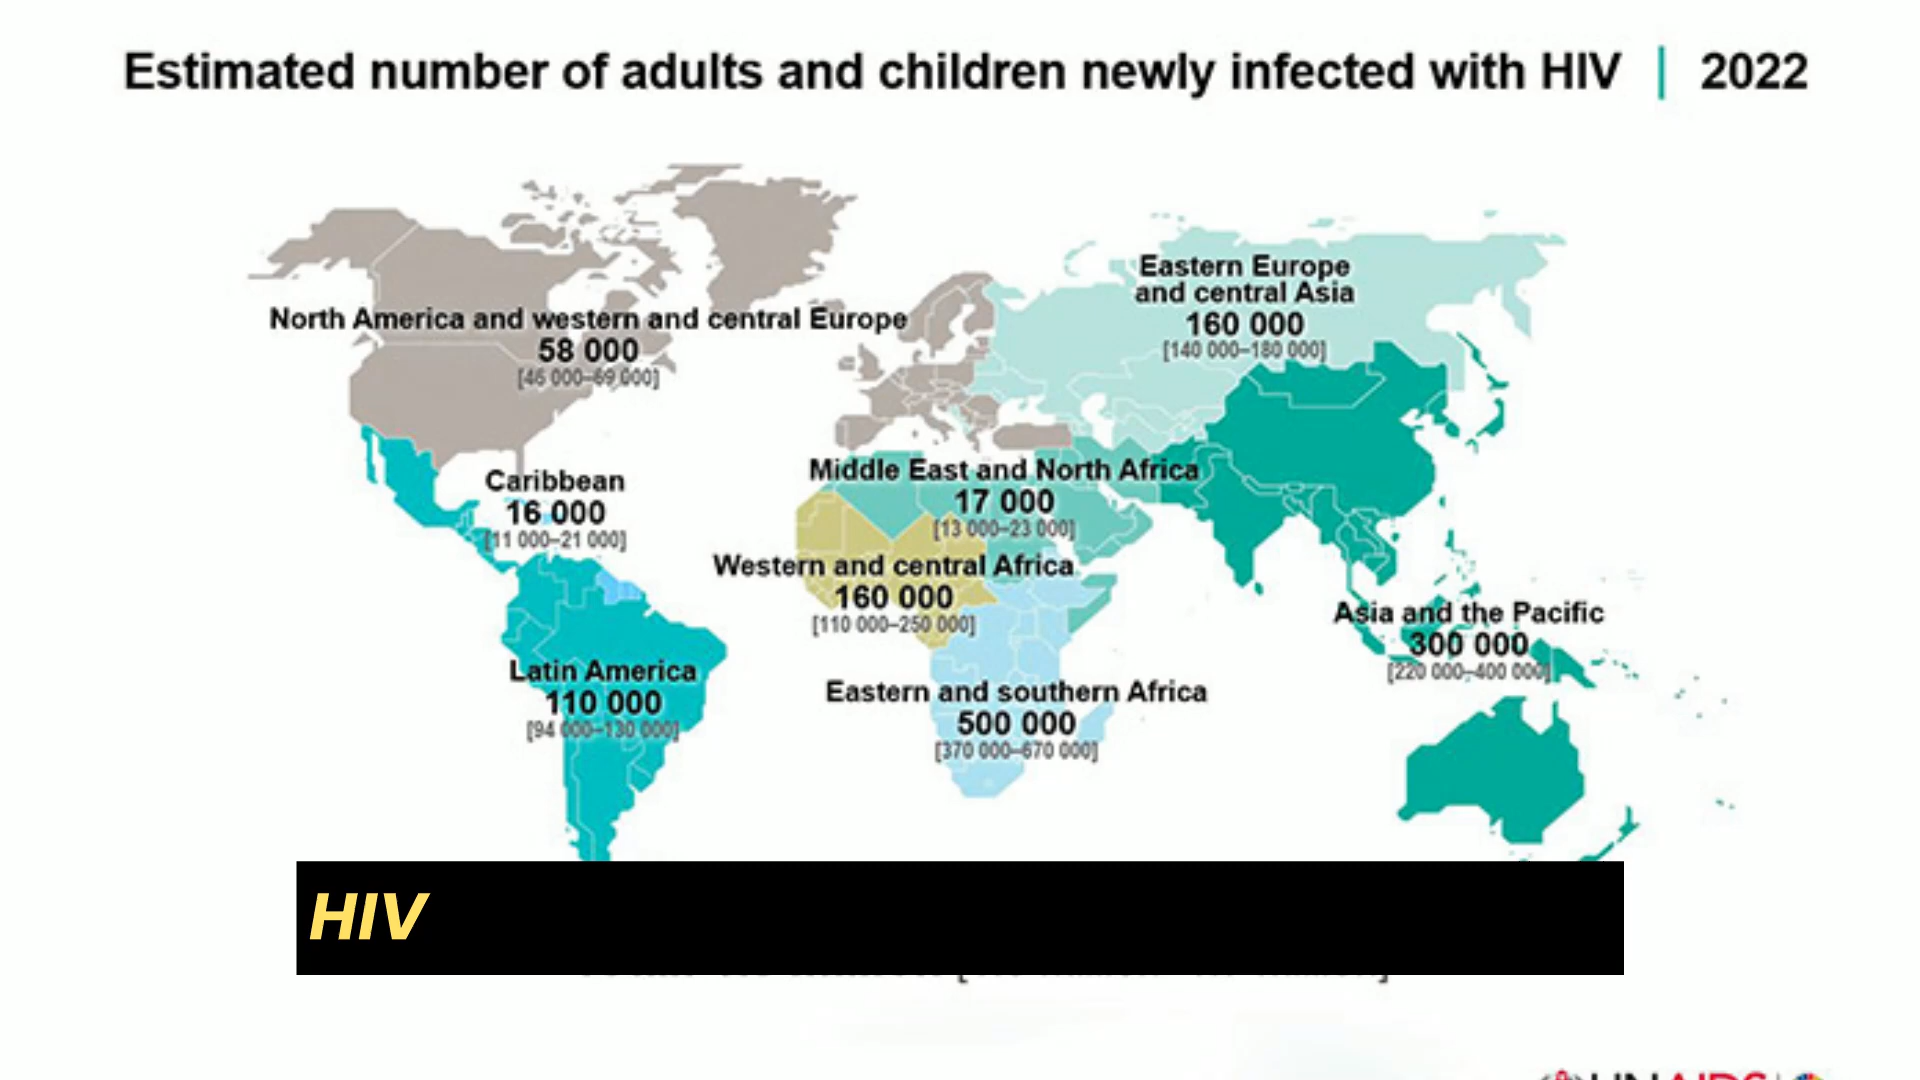 Estimated number of adults and children newly infected with HIV | 2022
Eastern Europe
and central Asia
160 000
[140 000–180 000]
North America and western and central Europe
58 000
[46 000–69 000]
Middle East and North Africa
17 000
[13 000–23 000]
Caribbean
16 000
[11 000–21 000]
Western and central Africa
160 000
[110 000–250 000]
Asia and the Pacific
300 000
[220 000–400 000]
Latin America
110 000
[94 000–130 000]
Eastern and southern Africa
500 000
[370 000–670 000]
HIV
UNAIDS